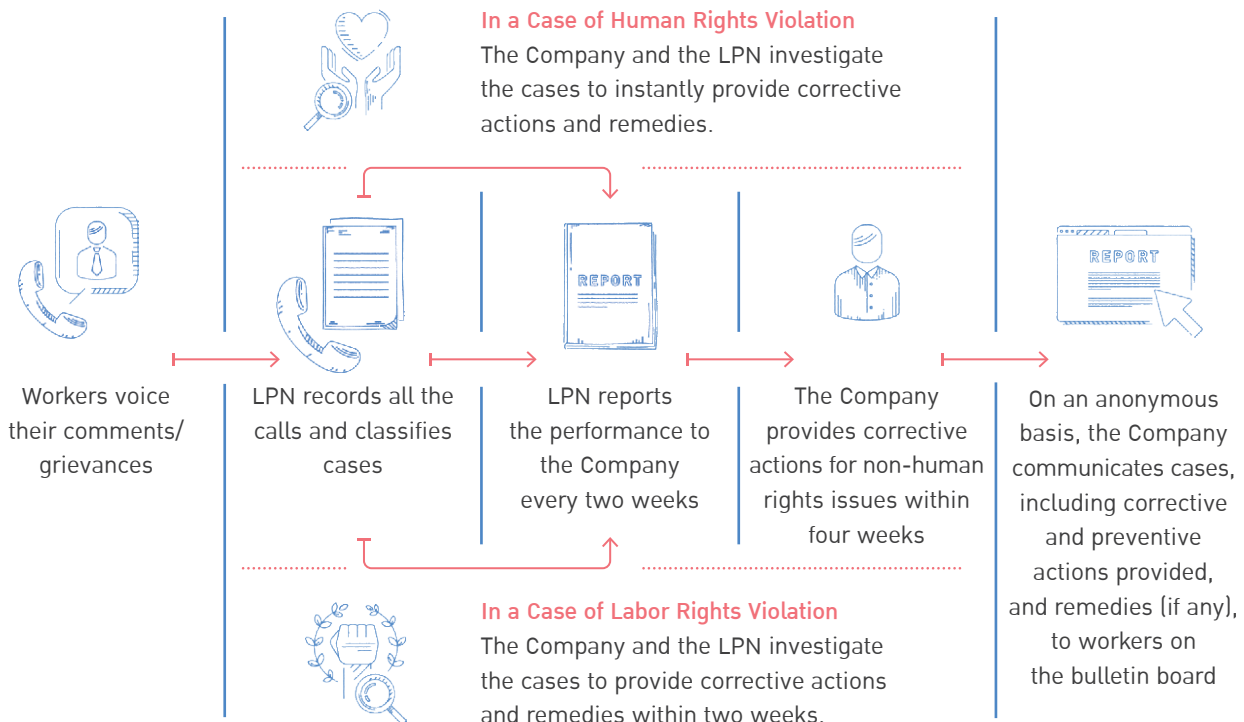 In a Case of Human Rights Violation
The Company and the LPN investigate
the cases to instantly provide corrective
actions and remedies.
REPORT
REPORT
Workers voice
their comments/
grievances
LPN records all the
calls and classifies
cases
LPN reports
the performance to
the Company
every two weeks
The Company
provides corrective
actions for non-human
rights issues within
four weeks
On an anonymous
basis, the Company
communicates cases,
including corrective
and preventive
actions provided,
and remedies (if any),
to workers on
the bulletin board
In a Case of Labor Rights Violation
The Company and the LPN investigate
the cases to provide corrective actions
and remedies within two weeks.